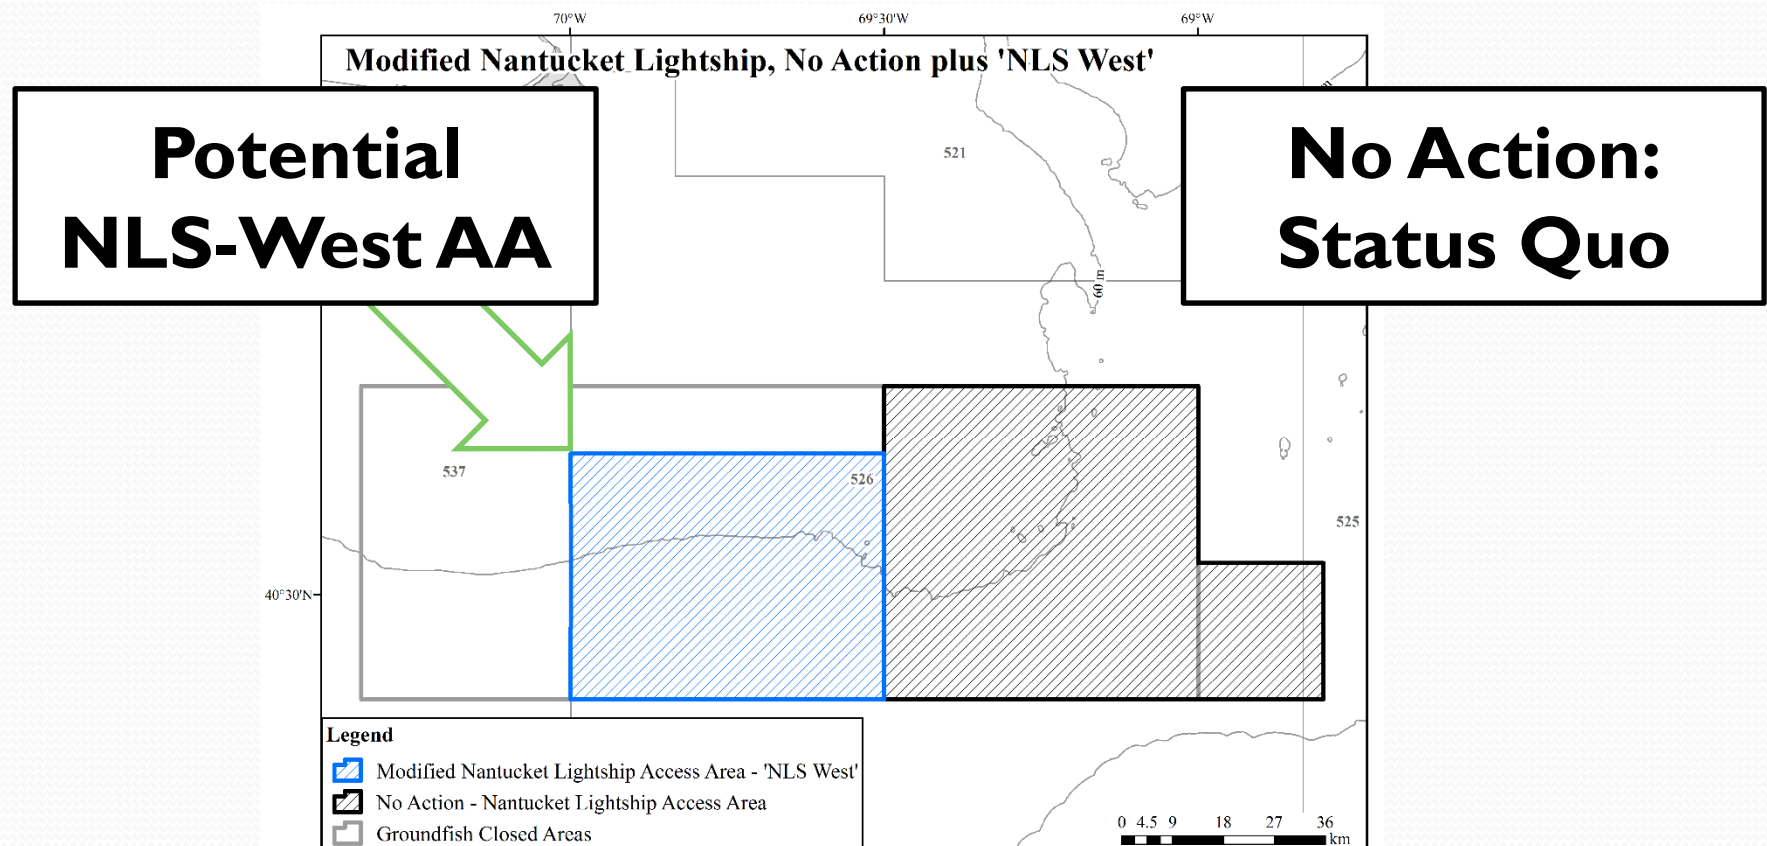 70°W
69°30'W
69°W
Modified Nantucket Lightship, No Action plus 'NLS West'
Potential
NLS-West AA
No Action:
Status Quo
521
60 m
537
526
525
40°30'N
Legend
Modified Nantucket Lightship Access Area - 'NLS West'
No Action - Nantucket Lightship Access Area
Groundfish Closed Areas
0 4.5 9 18 27 36
km